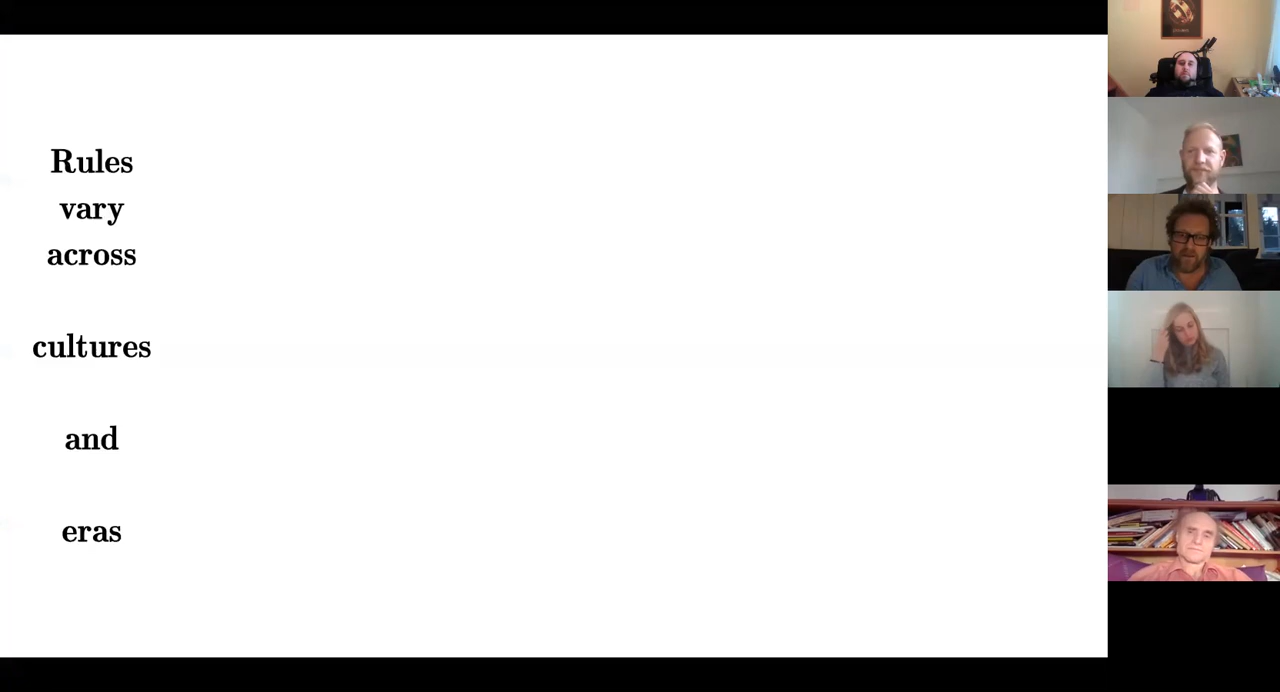 Rules
vary
across
cultures
and
eras